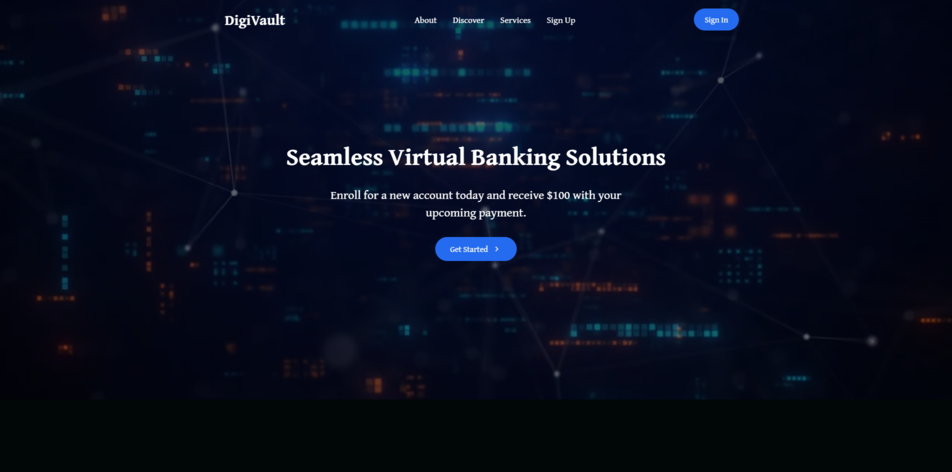 DigiVault
About Discover Services Sign Up
Sign In
Seamless Virtual Banking Solutions
Enroll for a new account today and receive $100 with your
upcoming payment.
Get Started